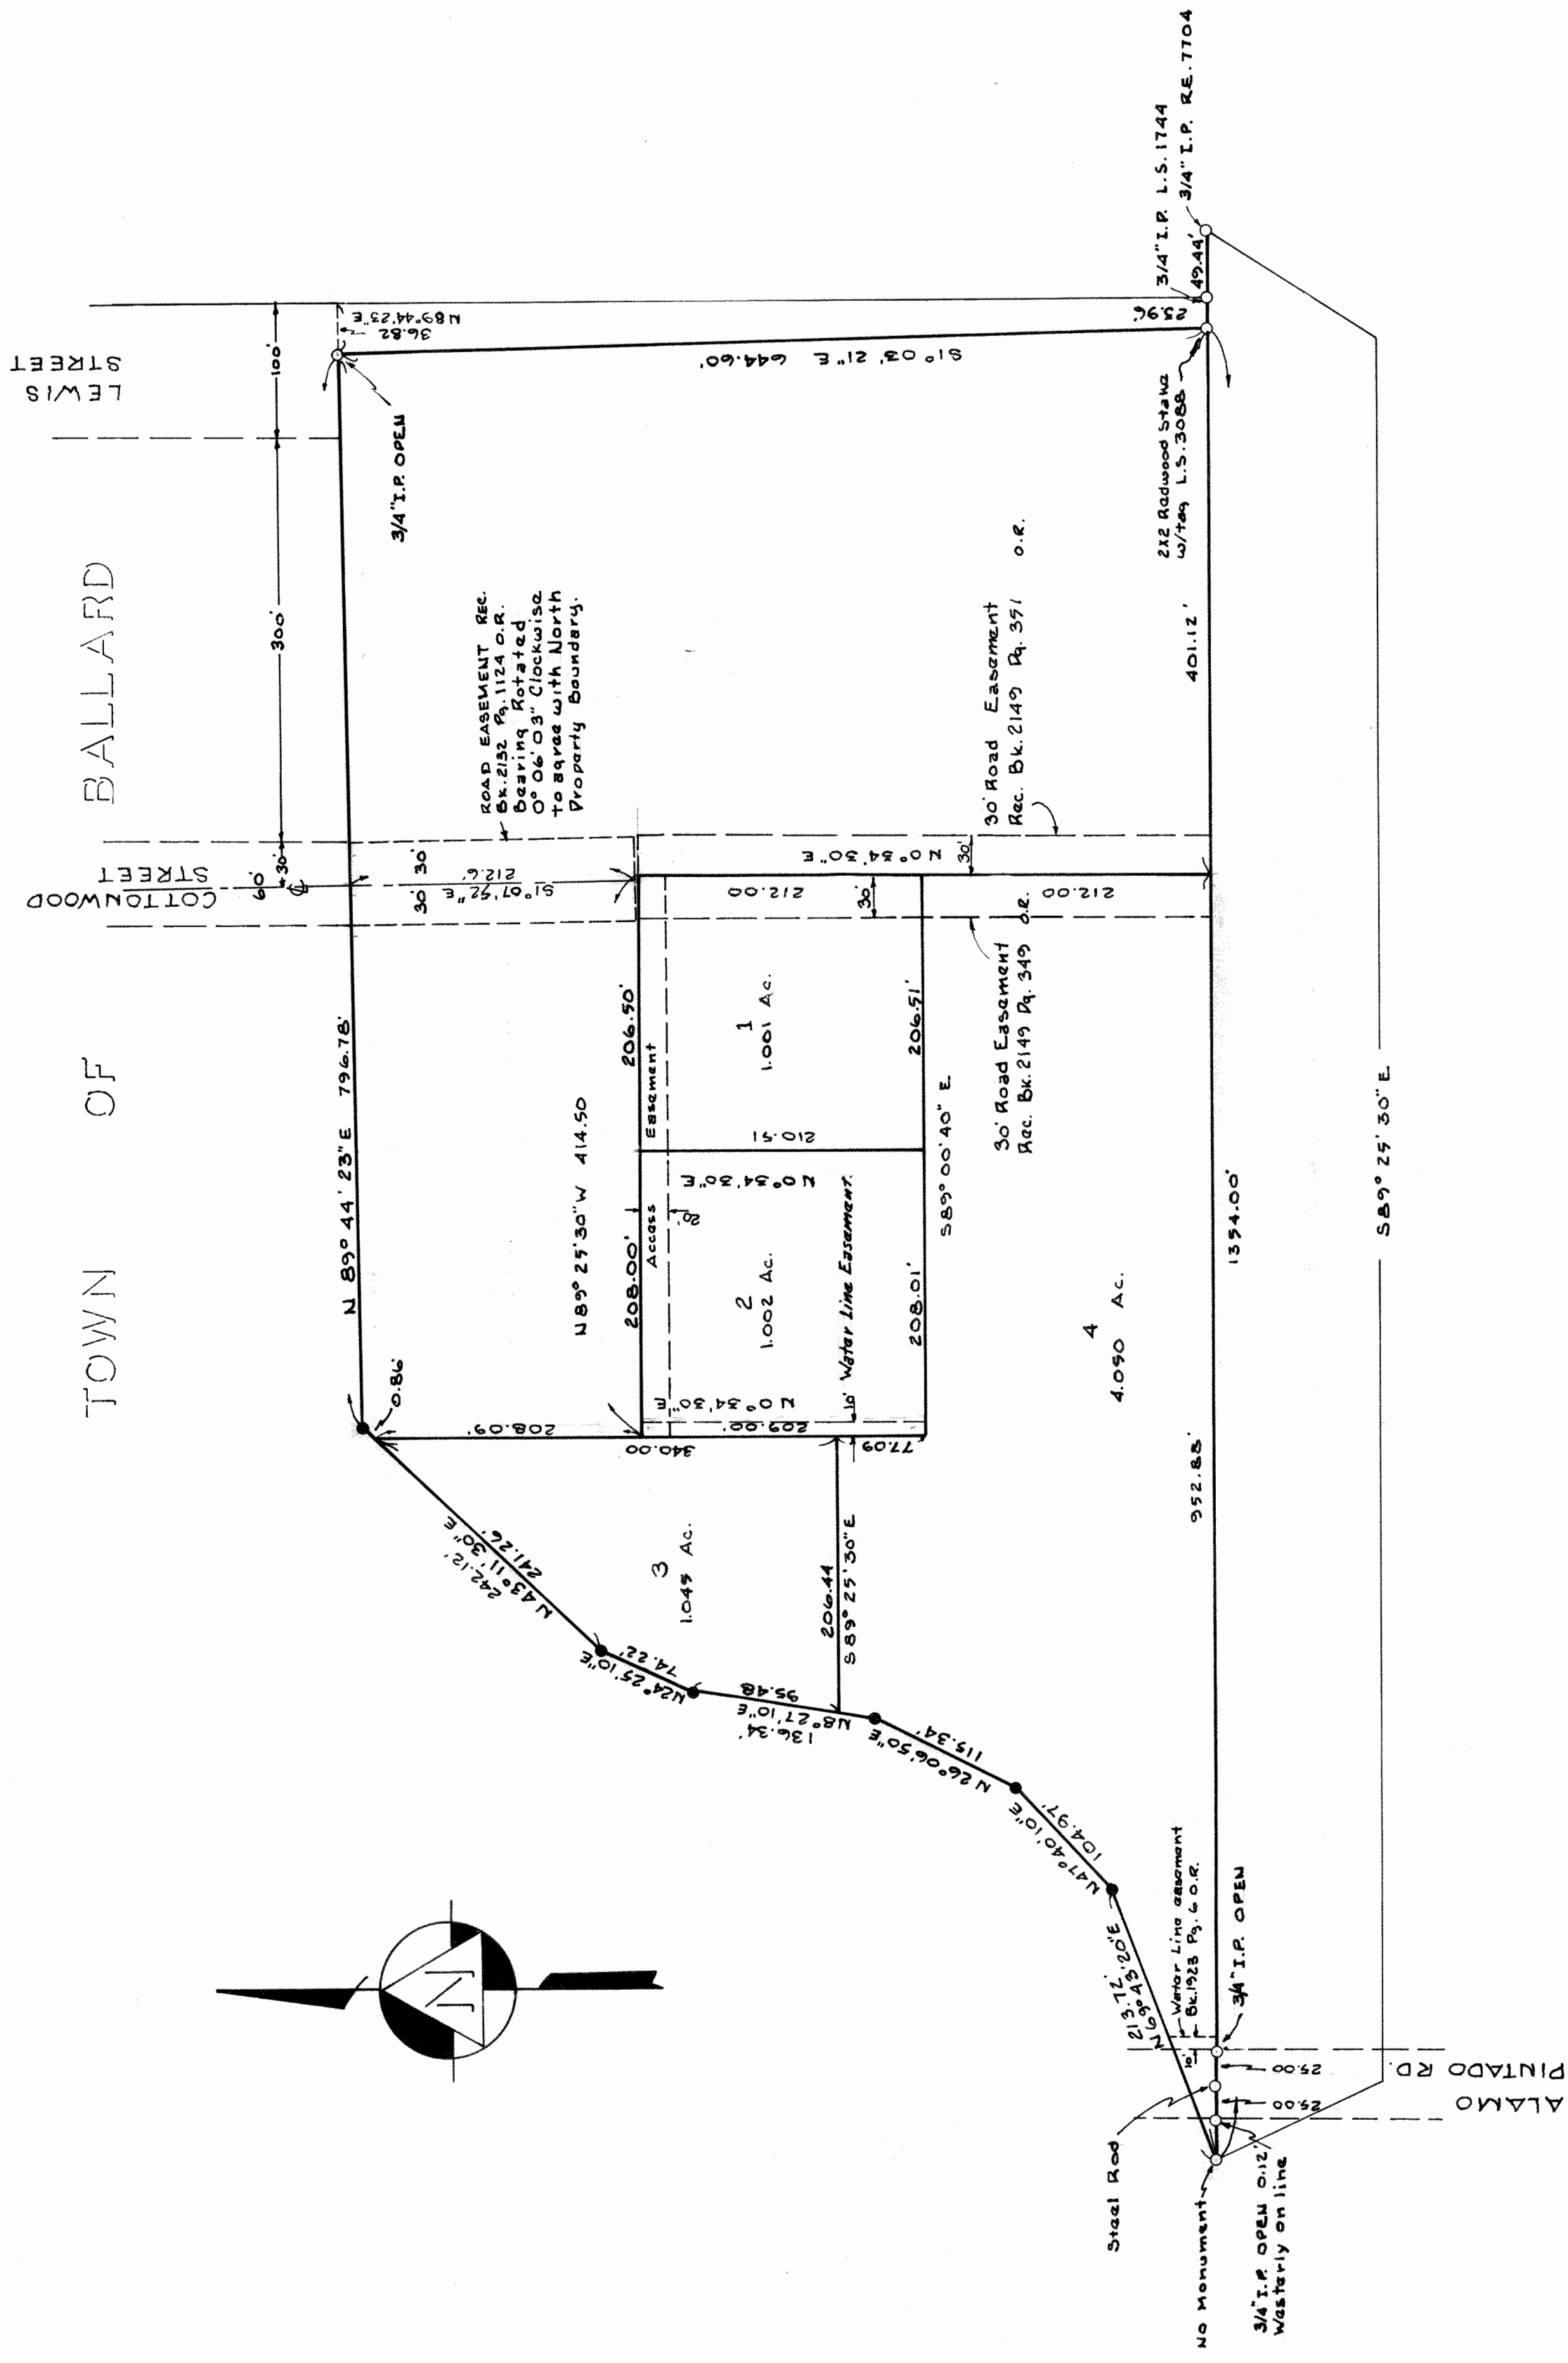 TOWN OF BALLARD
LEWIS
STREET
COTTONWOOD
STREET
100'
300'
60'
30'
℄
N 89° 44' 23" E 796.78'
36.82
N89°44'23"E
3/4" I.P. OPEN
S1° 03' 21" E 644.60'
3/4" I.P. L.S. 1744
3/4" I.P. R.E. 7704
49.44'
23.96'
2X2 Redwood Stake
w/tag L.S. 3088
ROAD EASEMENT REC.
Bk. 2132 Pg. 1124 O.R.
Bearing Rotated
0° 06' 03" Clockwise
to agree with North
Property Boundary.
30' 30'
S1° 07' 52" E
212.6'
30' Road Easement
Rec. Bk. 2149 Pg. 351 O.R.
N 0° 34' 30" E
30'
30'
212.00
212.00
30' Road Easement
Rec. Bk. 2149 Pg. 349 O.R.
401.12'
N89° 25' 30" W 414.50
206.50'
208.00'
Access Easement
20'
1
1.001 Ac.
206.51'
210.51
N 0° 34' 30" E
2
1.002 Ac.
10' Water Line Easement.
208.01'
S89° 00' 40" E
N 0° 34' 30" E
209.00'
208.09'
340.00
77.09
0.86'
3
1.045 Ac.
206.44
S89° 25' 30" E
242.12'
N 43° 11' 30" E
241.26'
N24° 25' 10" E
74.22'
95.48
N8° 27' 10" E
136.34'
N 26° 06' 50" E
115.34'
N47° 40' 10" E
104.97'
213.72'
N 69° 43' 20" E
4
4.050 Ac.
952.88'
1354.00'
S89° 25' 30" E
Water Line easement
Bk. 1923 Pg. 6 O.R.
10'
3/4" I.P. OPEN
25.00
25.00
ALAMO
PINTADO RD.
Steel Rod
No Monument
3/4" I.P. OPEN 0.12'
Westerly on line
N